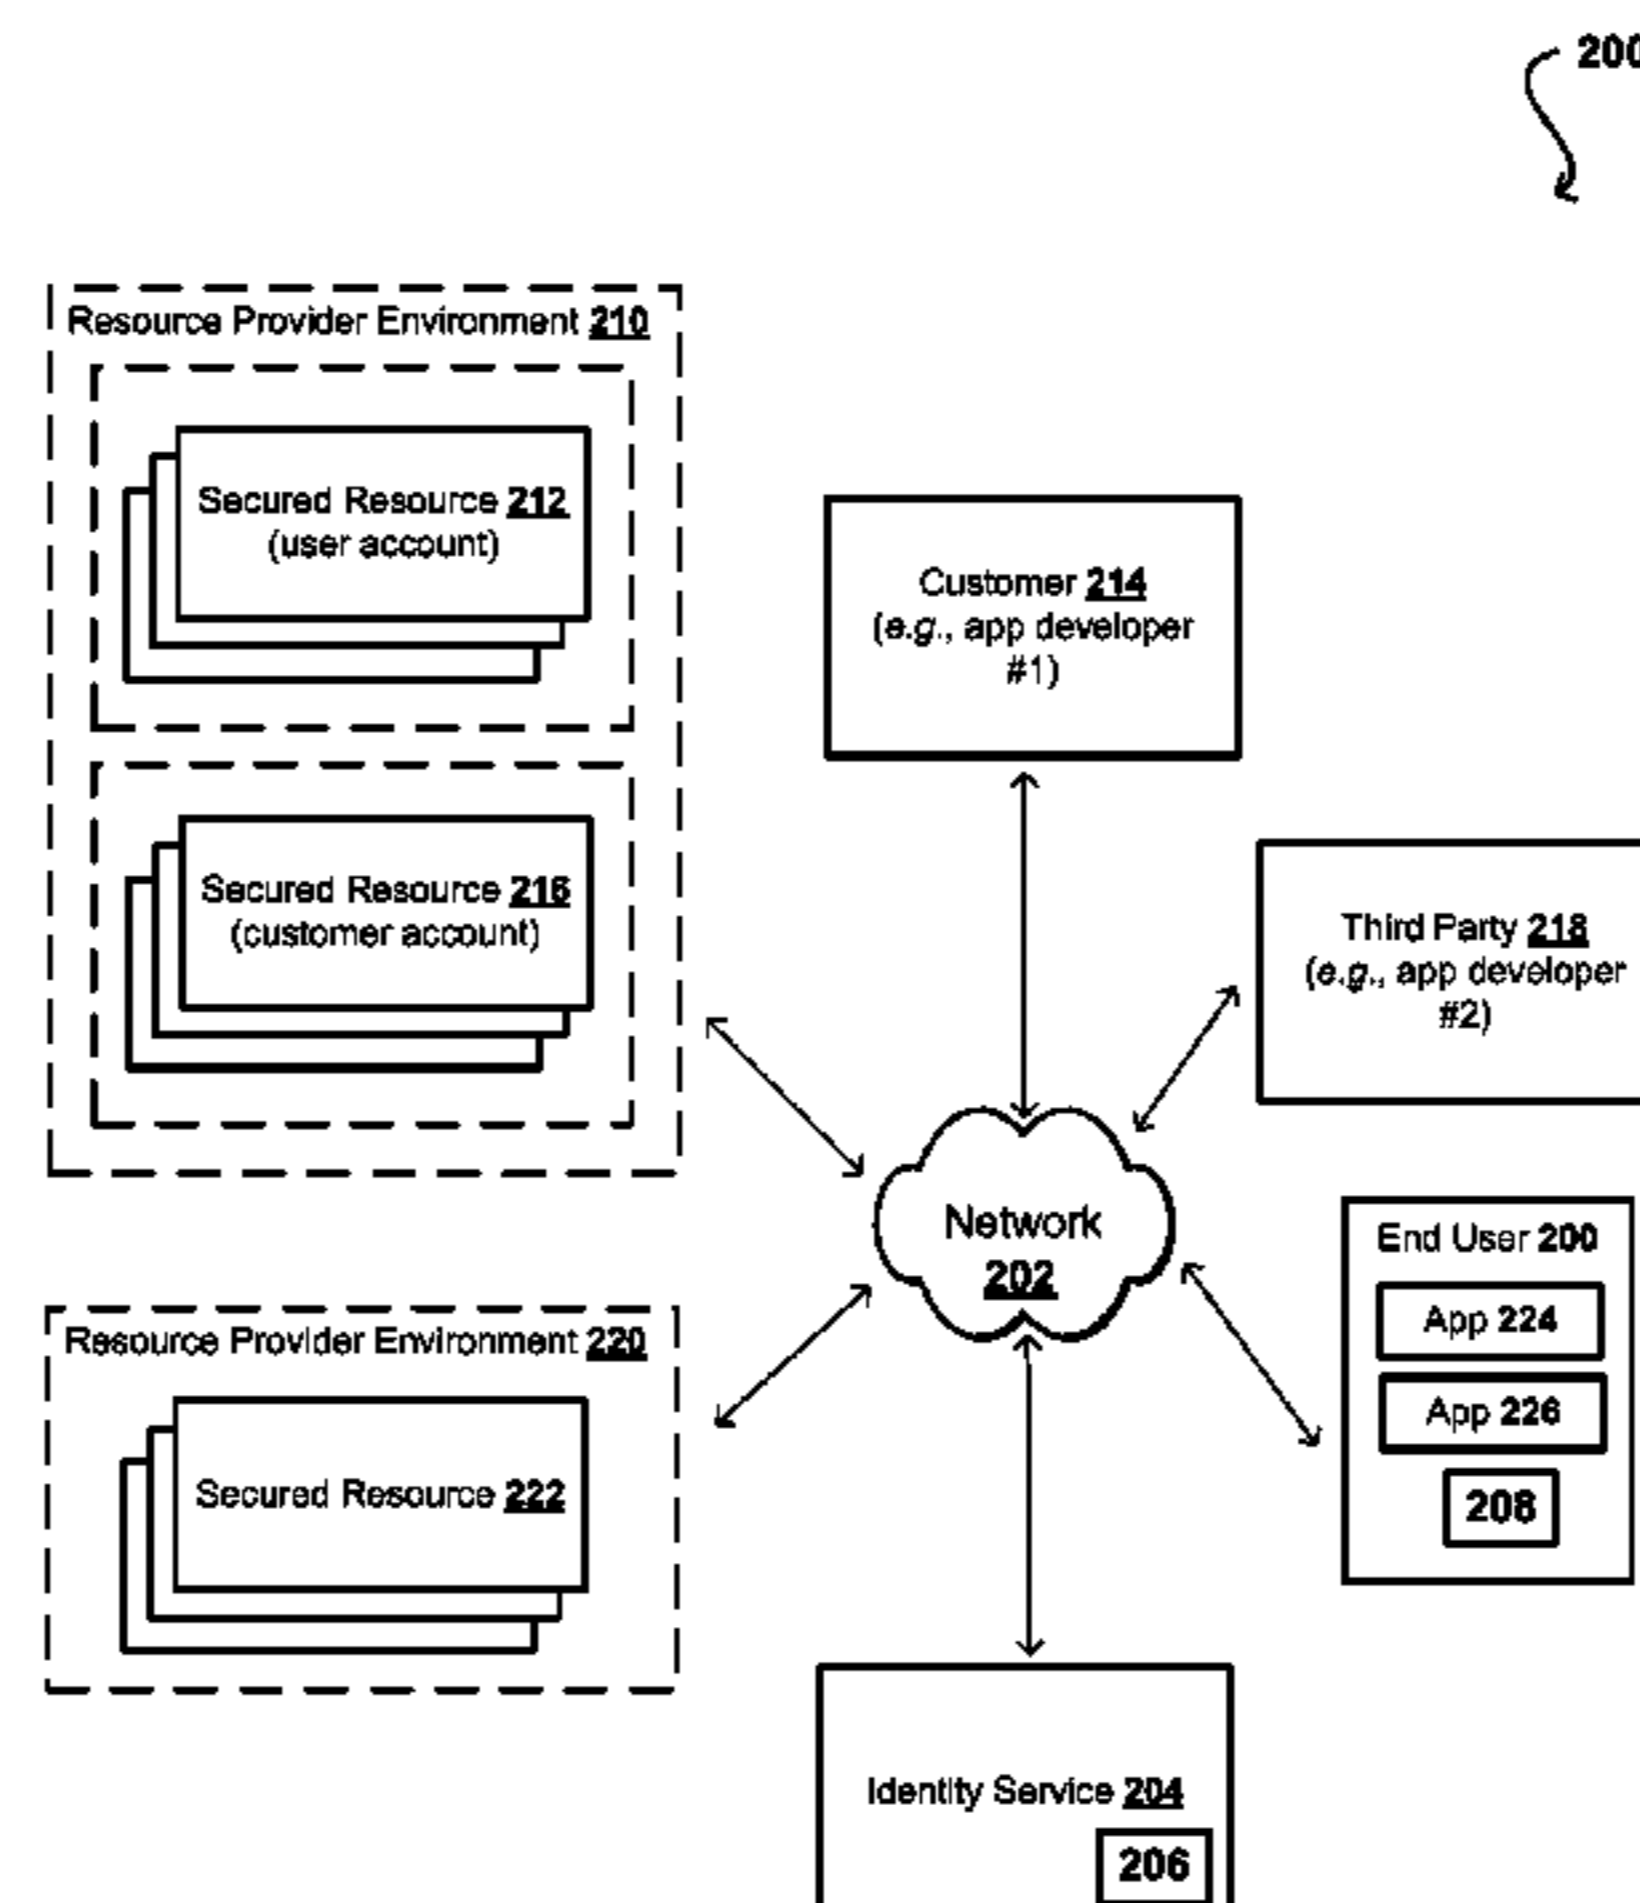 200
Resource Provider Environment 210
Secured Resource 212
(user account)
Customer 214
(e.g., app developer
#1)
Secured Resource 216
(customer account)
Third Party 218
(e.g., app developer
#2)
Network
202
End User 200
App 224
App 226
208
Resource Provider Environment 220
Secured Resource 222
Identity Service 204
206